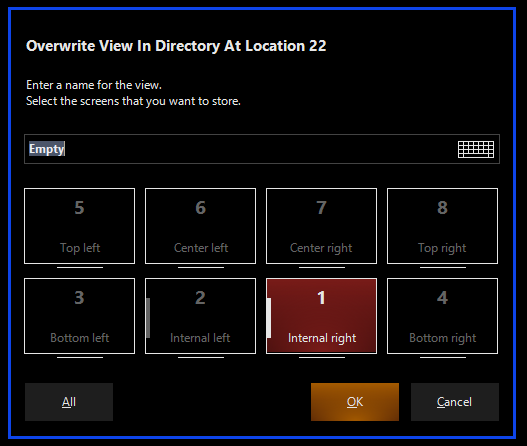 Overwrite View In Directory At Location 22
Enter a name for the view.
Select the screens that you want to store.
Empty
5 6 7 8
Top left Center left Center right Top right
3 2 1 4
Bottom left Internal left Internal right Bottom right
All OK Cancel